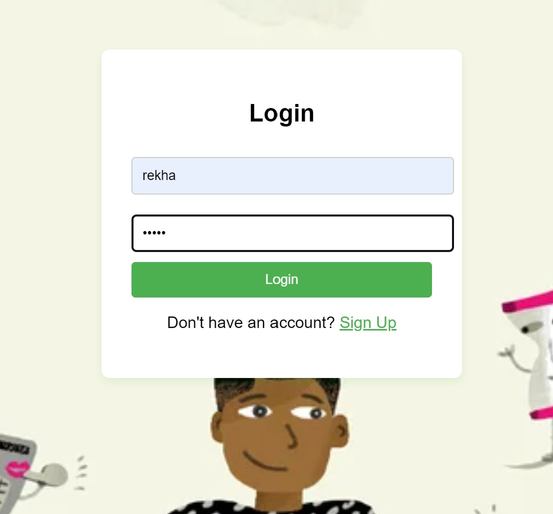 Login
rekha
•••••
Login
Don't have an account? Sign Up